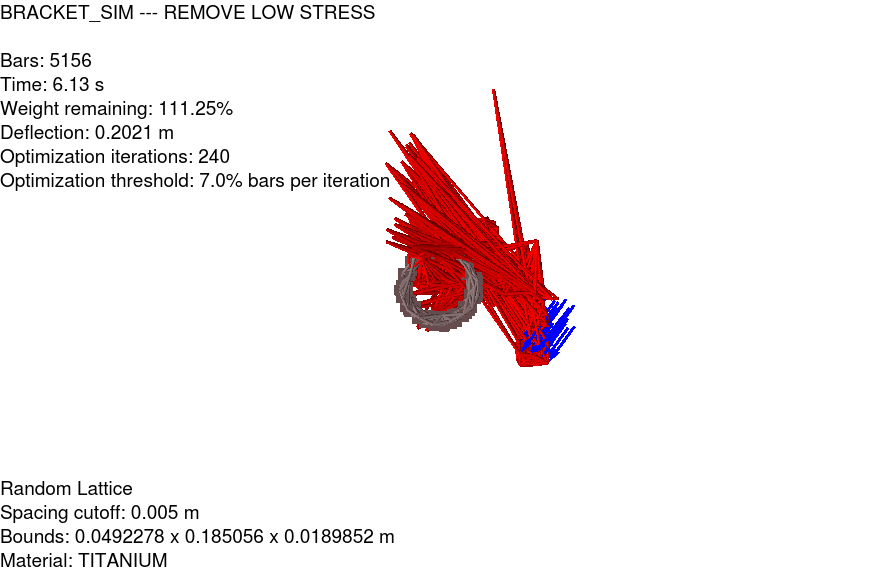 BRACKET_SIM --- REMOVE LOW STRESS
Bars: 5156
Time: 6.13 s
Weight remaining: 111.25%
Deflection: 0.2021 m
Optimization iterations: 240
Optimization threshold: 7.0% bars per iteration
Random Lattice
Spacing cutoff: 0.005 m
Bounds: 0.0492278 x 0.185056 x 0.0189852 m
Material: TITANIUM